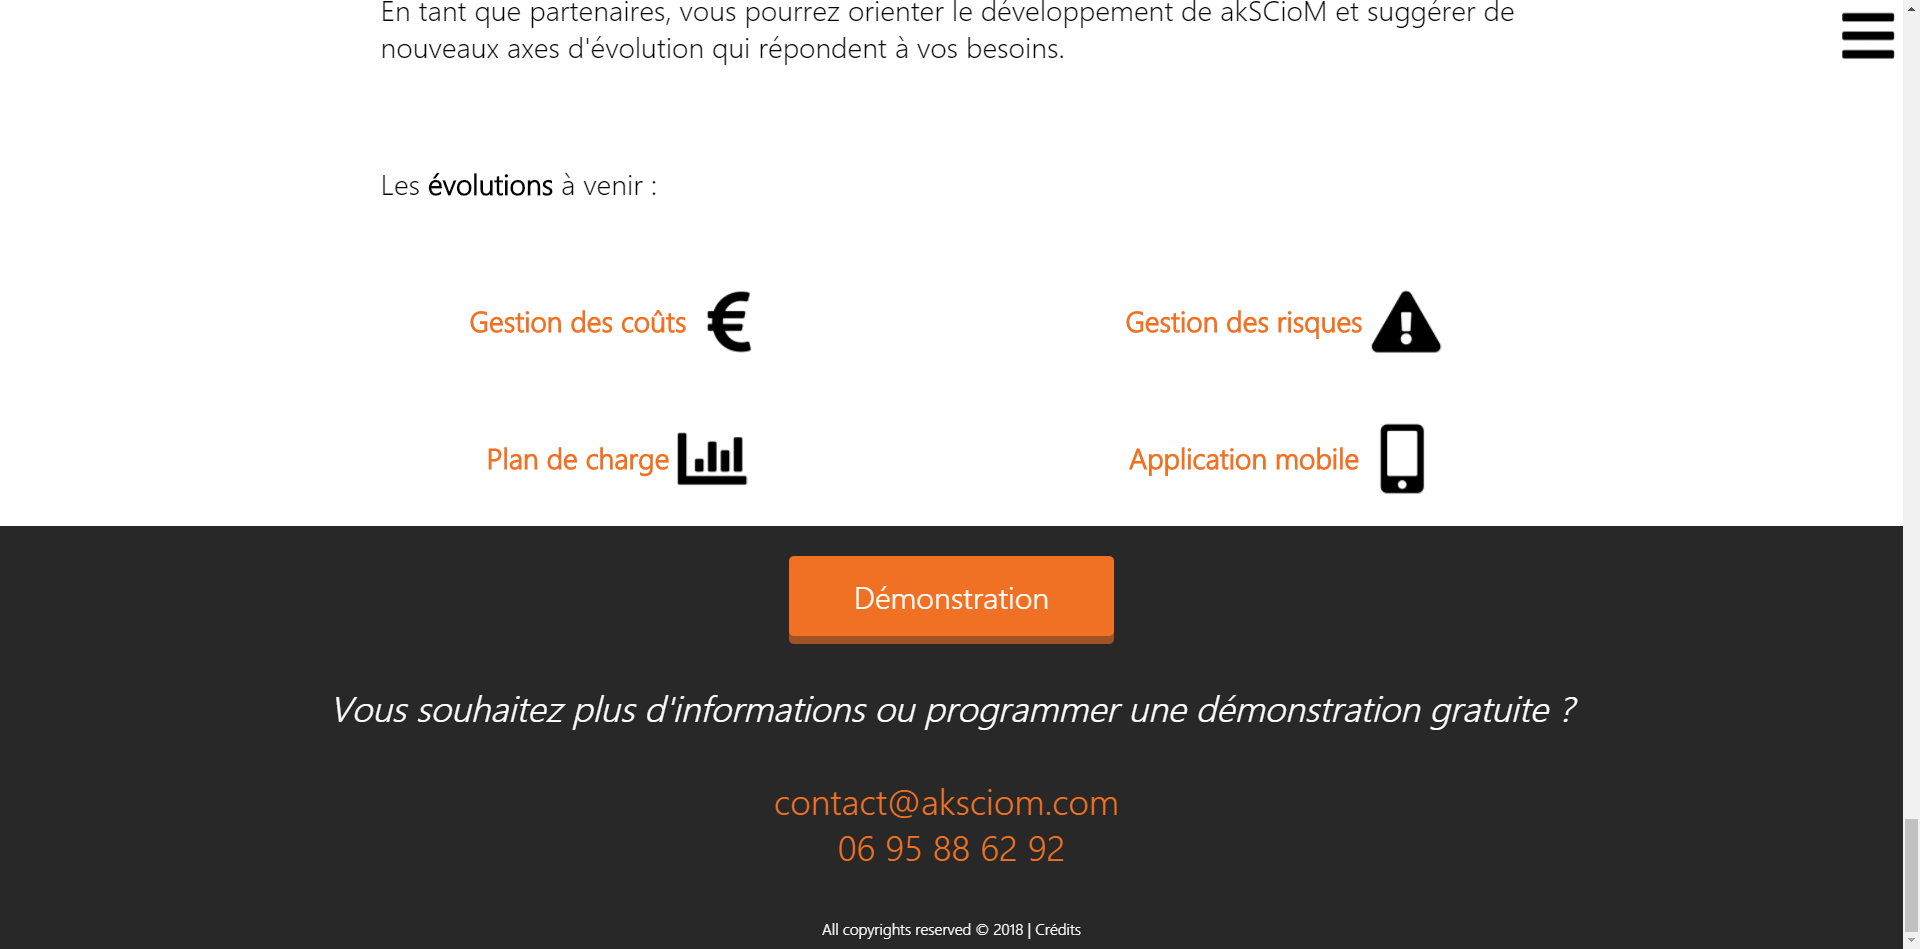 En tant que partenaires, vous pourrez orienter le développement de akSCioM et suggérer de
nouveaux axes d'évolution qui répondent à vos besoins.
Les évolutions à venir :
Gestion des coûts
Gestion des risques
Plan de charge
Application mobile
Démonstration
Vous souhaitez plus d'informations ou programmer une démonstration gratuite ?
contact@aksciom.com
06 95 88 62 92
All copyrights reserved © 2018 | Crédits